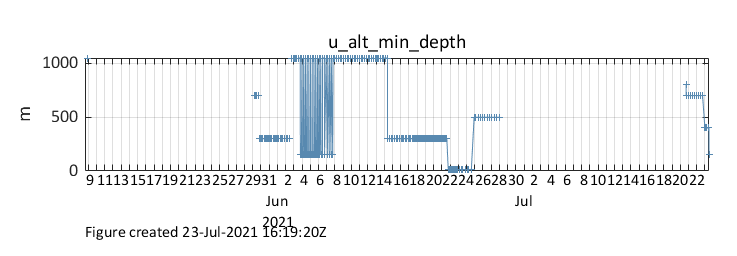 u_alt_min_depth
1000
500
0
m
9 11 13 15 17 19 21 23 25 27 29 31 2 4 6 8 10 12 14 16 18 20 22 24 26 28 30 2 4 6 8 10 12 14 16 18 20 22
Jun Jul
2021
Figure created 23-Jul-2021 16:19:20Z